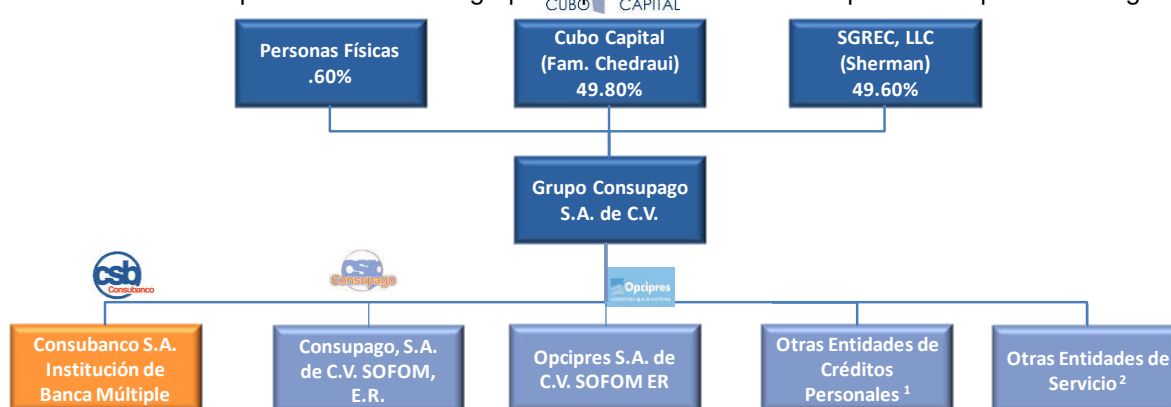 CUBO CAPITAL
Personas Físicas
.60%
Cubo Capital
(Fam. Chedraui)
49.80%
SGREC, LLC
(Sherman)
49.60%
Grupo Consupago
S.A. de C.V.
csb
Consubanco
csb
Consupago
Opcipres
Consubanco S.A.
Institución de
Banca Múltiple
Consupago, S.A.
de C.V. SOFOM,
E.R.
Opcipres S.A. de
C.V. SOFOM ER
Otras Entidades de
Créditos
Personales ¹
Otras Entidades de
Servicio ²